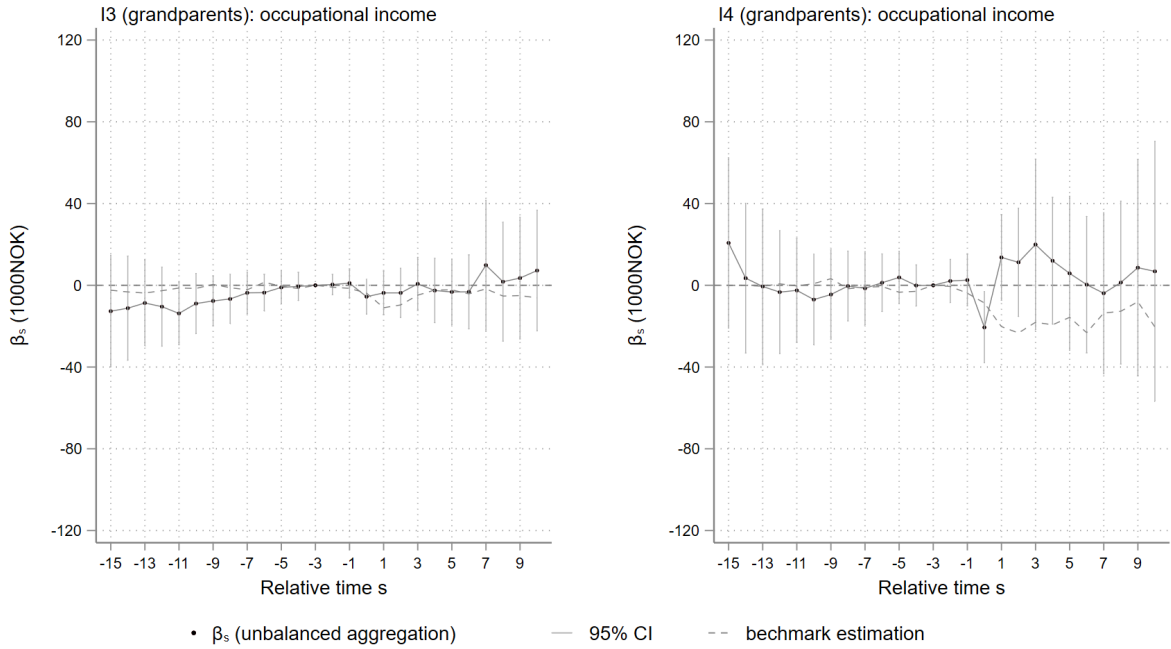 I3 (grandparents): occupational income
120
80
40
0
-40
-80
-120
βₛ (1000NOK)
-15 -13 -11 -9 -7 -5 -3 -1 1 3 5 7 9
Relative time s
I4 (grandparents): occupational income
120
80
40
0
-40
-80
-120
βₛ (1000NOK)
-15 -13 -11 -9 -7 -5 -3 -1 1 3 5 7 9
Relative time s
βₛ (unbalanced aggregation) 95% CI bechmark estimation